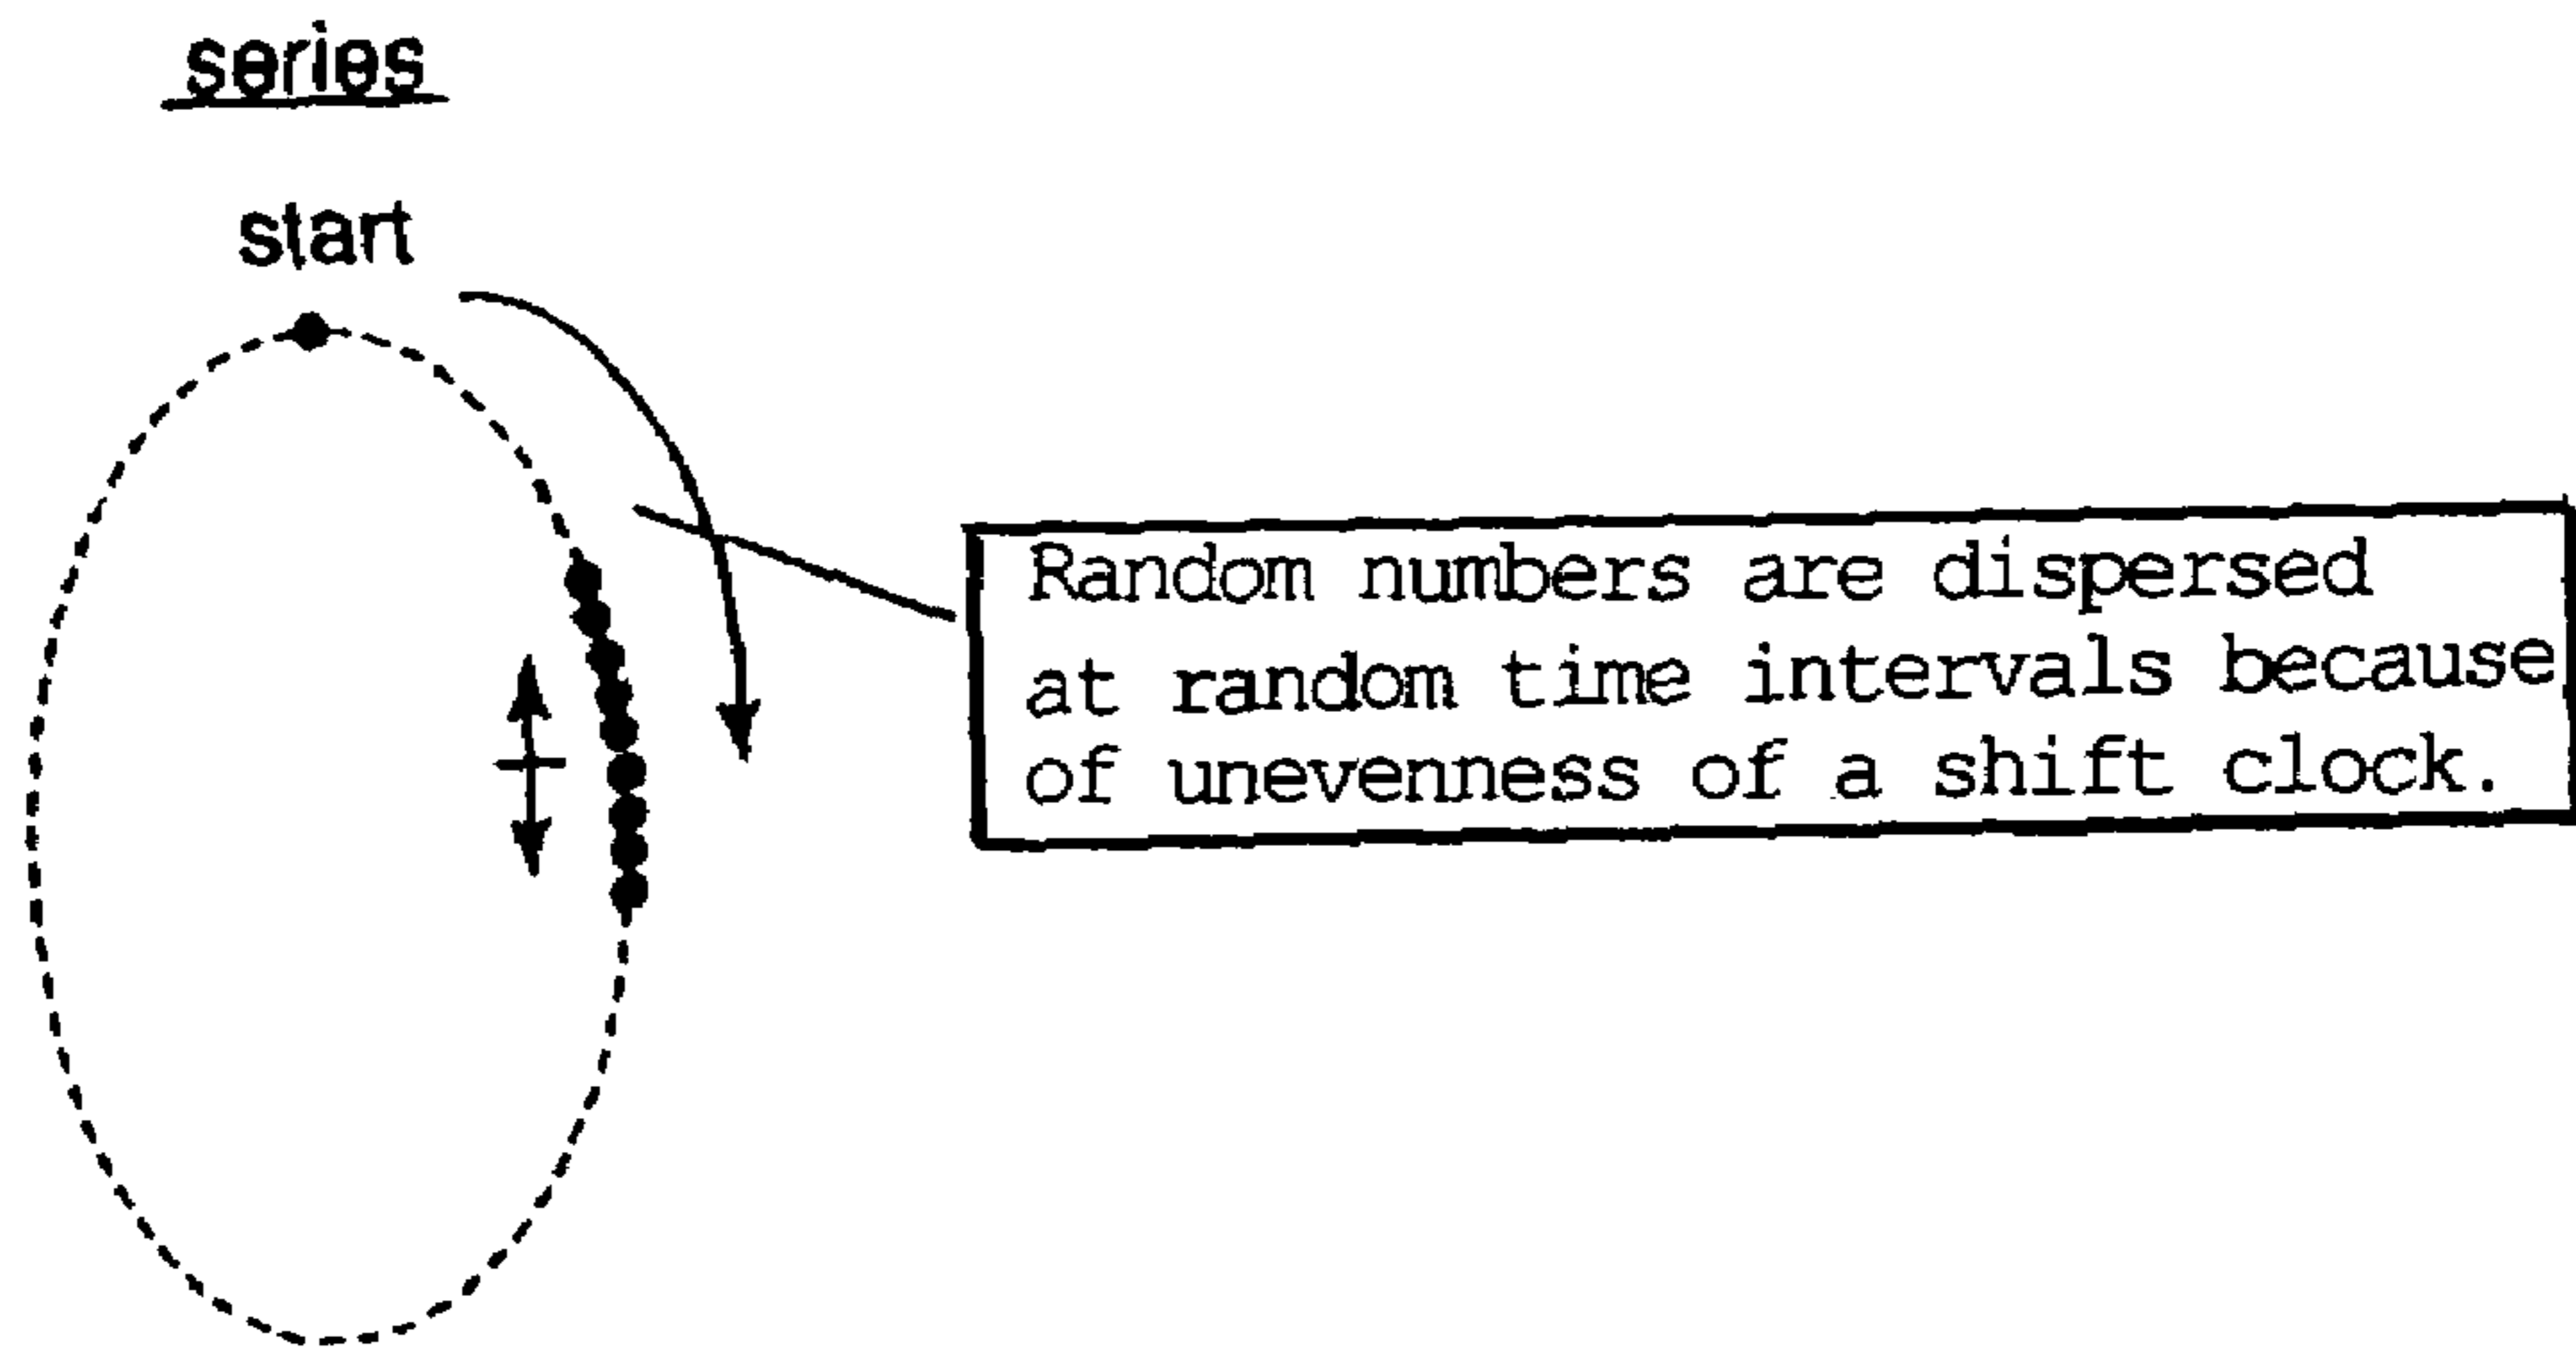 series
start
Random numbers are dispersed
at random time intervals because
of unevenness of a shift clock.